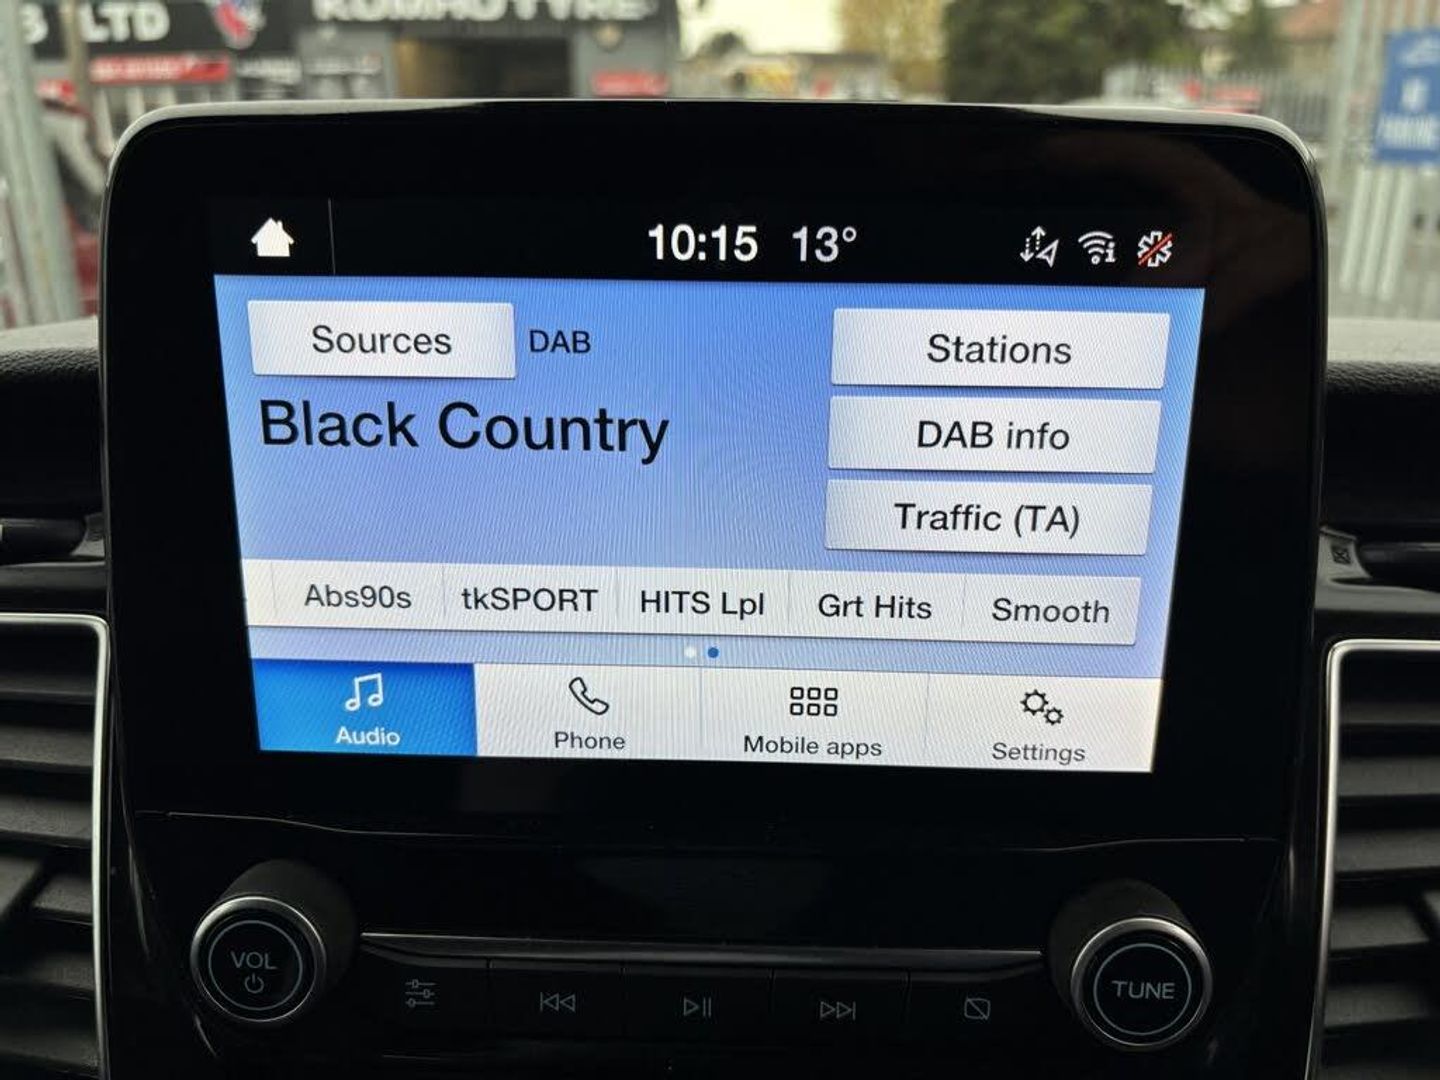 LTD
10:15 13°
Sources DAB
Stations
Black Country
DAB info
Traffic (TA)
Abs90s tkSPORT HITS Lpl Grt Hits Smooth
Audio Phone Mobile apps Settings
VOL
TUNE